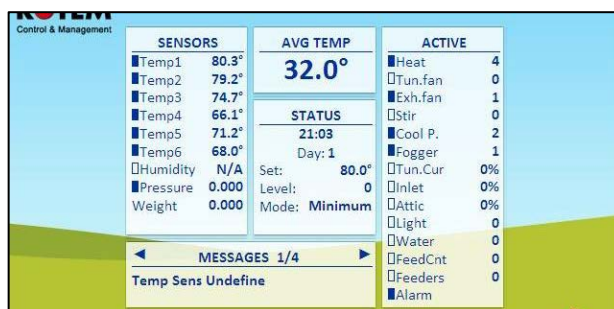 ROTEM
Control & Management
SENSORS
Temp1 80.3°
Temp2 79.2°
Temp3 74.7°
Temp4 66.1°
Temp5 71.2°
Temp6 68.0°
Humidity N/A
Pressure 0.000
Weight 0.000
AVG TEMP
32.0°
STATUS
21:03
Day: 1
Set: 80.0°
Level: 0
Mode: Minimum
ACTIVE
Heat 4
Tun.fan 0
Exh.fan 1
Stir 0
Cool P. 2
Fogger 1
Tun.Cur 0%
Inlet 0%
Attic 0%
Light 0
Water 0
FeedCnt 0
Feeders 0
Alarm
MESSAGES 1/4
Temp Sens Undefine